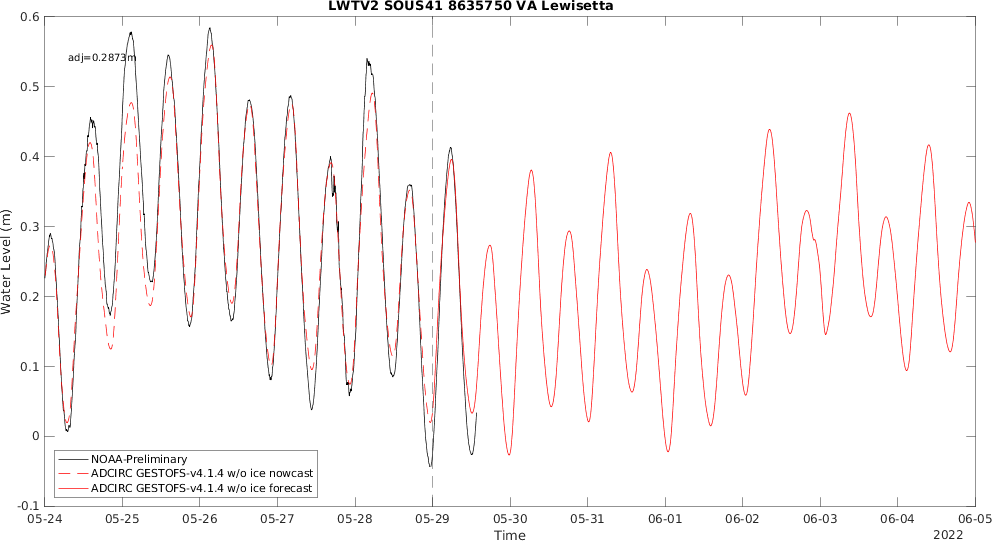 LWTV2 SOUS41 8635750 VA Lewisetta
adj=0.2873m
0.6
0.5
0.4
0.3
0.2
0.1
0
-0.1
Water Level (m)
NOAA-Preliminary
ADCIRC GESTOFS-v4.1.4 w/o ice nowcast
ADCIRC GESTOFS-v4.1.4 w/o ice forecast
05-24 05-25 05-26 05-27 05-28 05-29 05-30 05-31 06-01 06-02 06-03 06-04 06-05
Time
2022